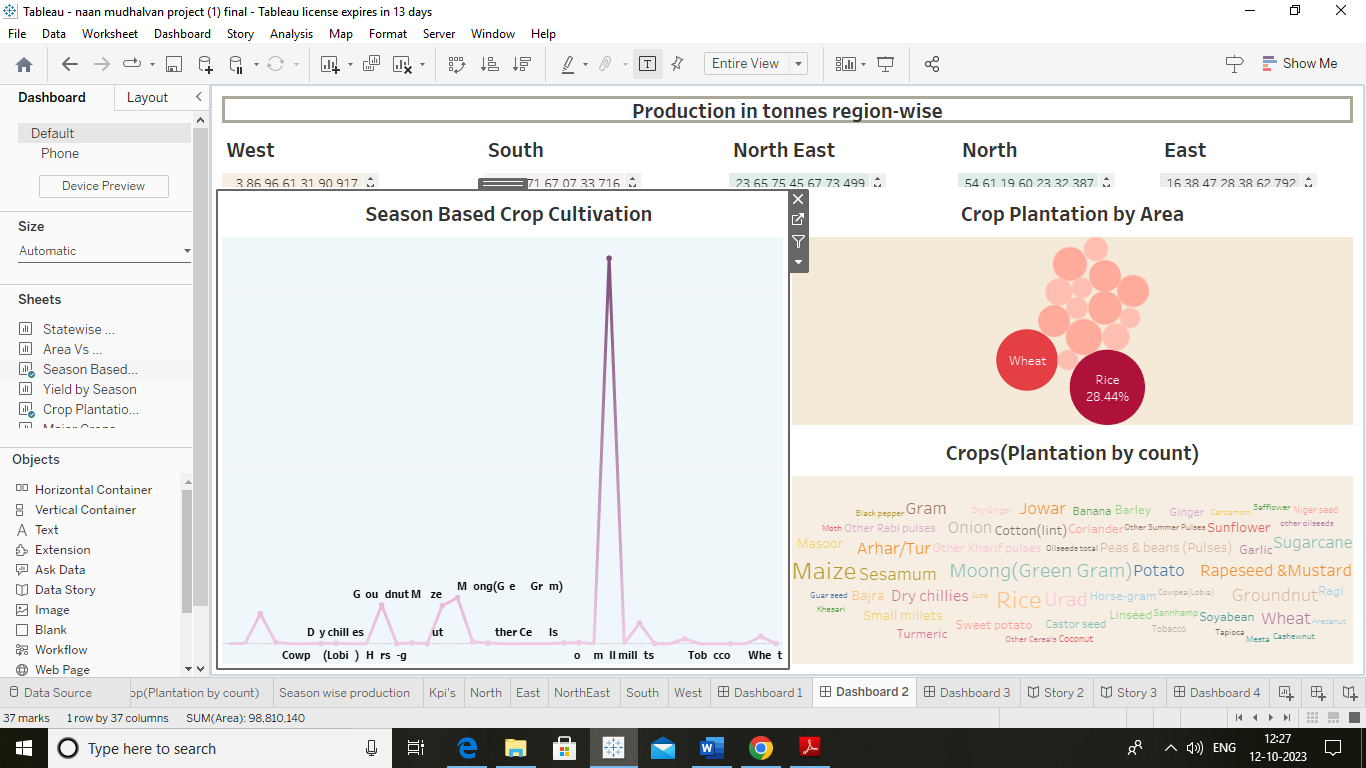 Tableau - naan mudhalvan project (1) final - Tableau license expires in 13 days
File Data Worksheet Dashboard Story Analysis Map Format Server Window Help
Entire View
Show Me
Dashboard Layout
Default
Phone
Device Preview
Size
Automatic
Sheets
Statewise ...
Area Vs ...
Season Based...
Yield by Season
Crop Plantatio...
Objects
Horizontal Container
Vertical Container
Text
Extension
Ask Data
Data Story
Image
Blank
Workflow
Web Page
Production in tonnes region-wise
West South North East North East
3,86,96,61,31,90,917 71,67,07,33,716 23,65,75,45,67,73,499 54,61,19,60,23,32,387 16,38,47,28,38,62,792
Season Based Crop Cultivation
M ong(G e Gr m)
G ou dnut M ze
D y chill es ut ther Ce ls
Cowp (Lobi ) H rs -g o m ll mill ts Tob cco Whe t
Crop Plantation by Area
Wheat
Rice
28.44%
Crops(Plantation by count)
Black pepper Gram Dry Ginger Jowar Banana Barley Ginger Cardamom Safflower Niger seed
Moth Other Rabi pulses Onion Cotton(lint) Coriander Other Summer Pulses Sunflower other oilseeds
Masoor Arhar/Tur Other Kharif pulses Oilseeds total Peas & beans (Pulses) Garlic Sugarcane
Maize Sesamum Moong(Green Gram) Potato Rapeseed &Mustard
Guar seed Bajra Dry chillies Jute Rice Urad Horse-gram Cowpea(Lobia) Groundnut Ragi
Khesari Small millets Linseed Sannhamp Soyabean Wheat Arecanut
Turmeric Sweet potato Castor seed Tobacco Tapioca Cashewnut
Other Cereals Coconut Mesta
Data Source op(Plantation by count) Season wise production Kpi's North East NorthEast South West Dashboard 1 Dashboard 2 Dashboard 3 Story 2 Story 3 Dashboard 4
37 marks 1 row by 37 columns SUM(Area): 98,810,140
Type here to search
ENG
12:27
12-10-2023